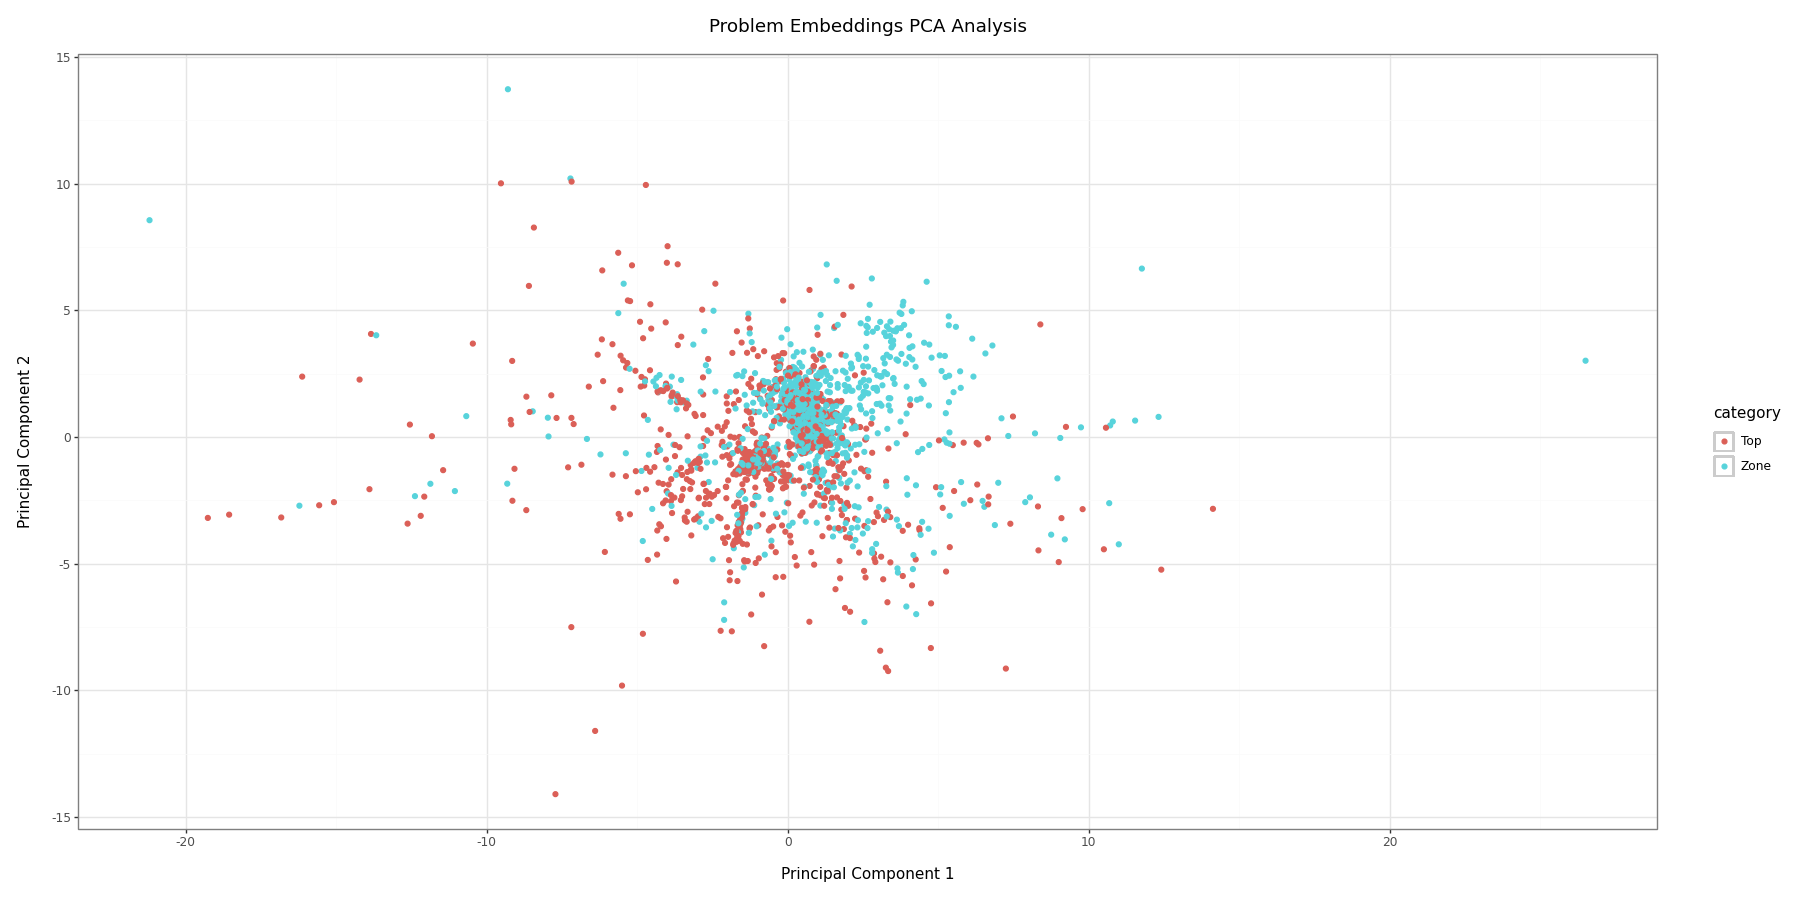 Problem Embeddings PCA Analysis
15
10
5
0
-5
-10
-15
Principal Component 2
-20
-10
0
10
20
Principal Component 1
category
Top
Zone